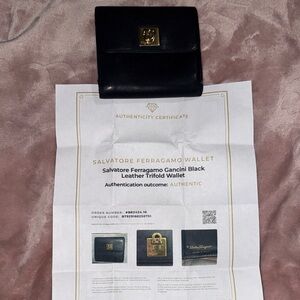 AUTHENTICITY CERTIFICATE
SALVATORE FERRAGAMO WALLET
Salvatore Ferragamo Gancini Black
Leather Trifold Wallet
Authentication outcome: AUTHENTIC
ORDER NUMBER:
UNIQUE CODE: